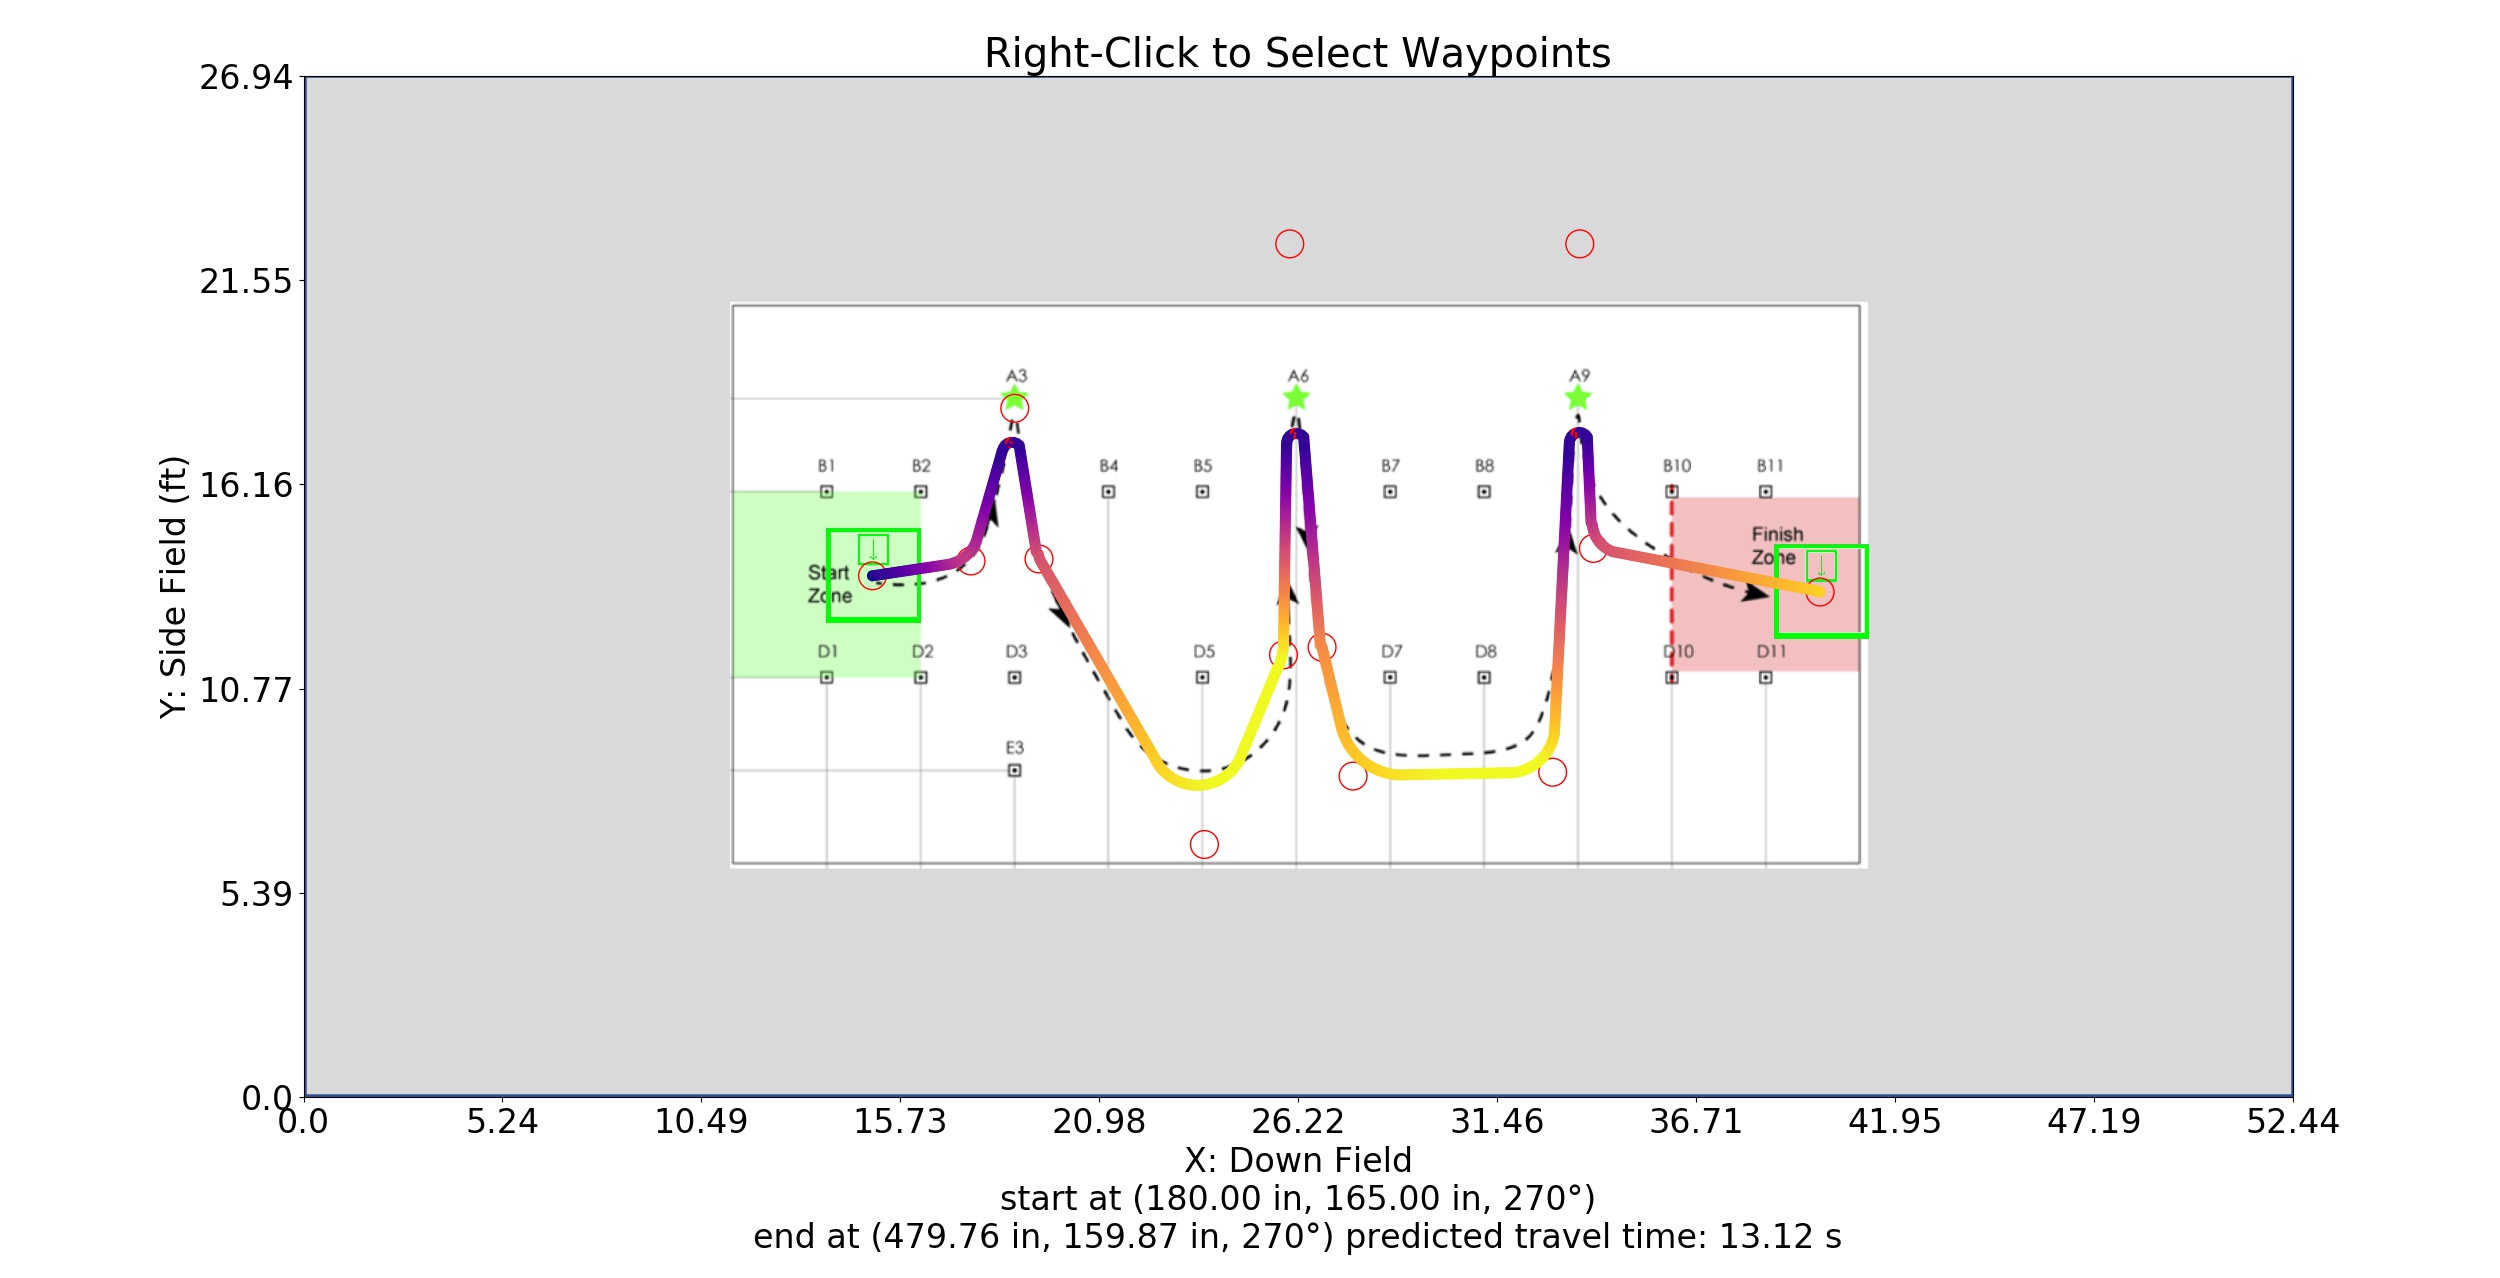 Right-Click to Select Waypoints
26.94
21.55
16.16
10.77
5.39
0.0
Y: Side Field (ft)
A3 A6 A9
B1 B2 B4 B5 B7 B8 B10 B11
Start
Zone
Finish
Zone
D1 D2 D3 D5 D7 D8 D10 D11
E3
0.0 5.24 10.49 15.73 20.98 26.22 31.46 36.71 41.95 47.19 52.44
X: Down Field
start at (180.00 in, 165.00 in, 270°)
end at (479.76 in, 159.87 in, 270°) predicted travel time: 13.12 s